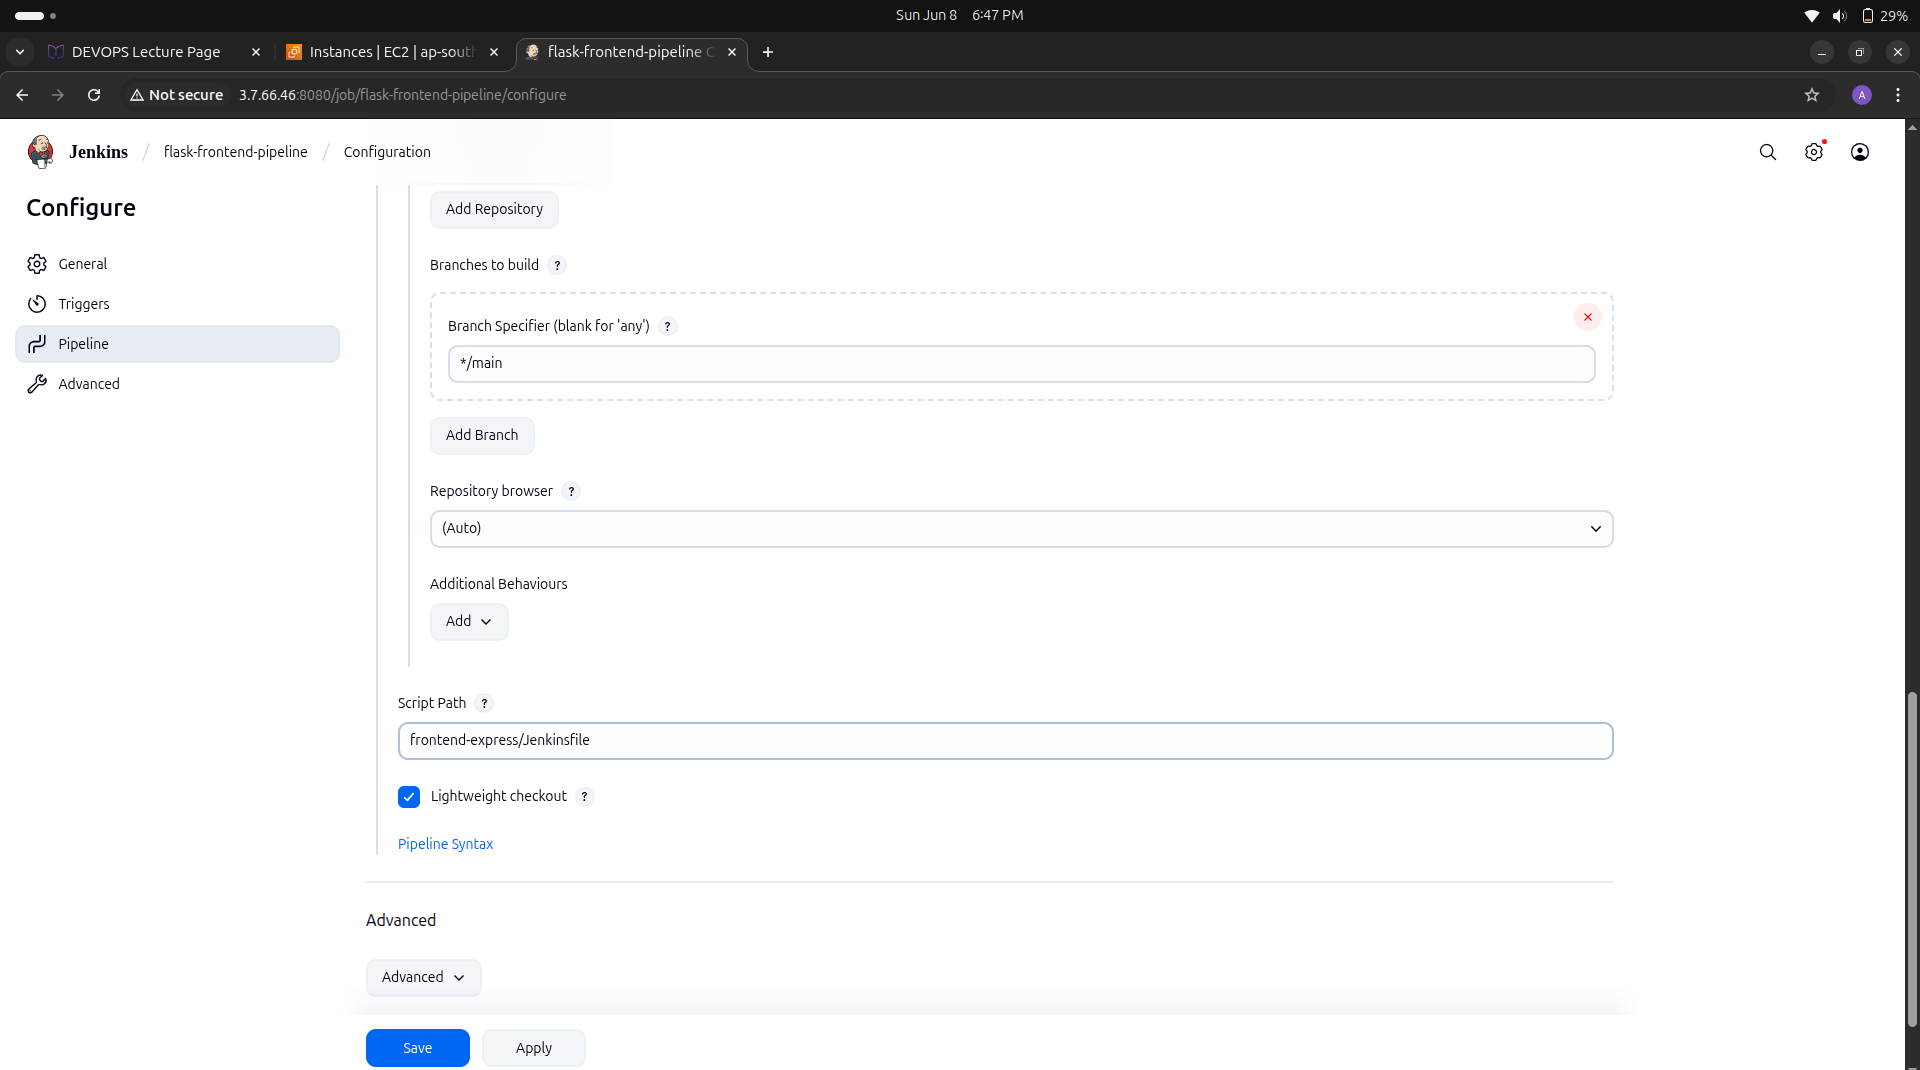 Sun Jun 8 6:47 PM
29%
DEVOPS Lecture Page
Instances | EC2 | ap-sout
flask-frontend-pipeline C
Not secure 3.7.66.46:8080/job/flask-frontend-pipeline/configure
A
Jenkins / flask-frontend-pipeline / Configuration
Configure
General
Triggers
Pipeline
Advanced
Add Repository
Branches to build ?
Branch Specifier (blank for 'any') ?
*/main
Add Branch
Repository browser ?
(Auto)
Additional Behaviours
Add
Script Path ?
frontend-express/Jenkinsfile
Lightweight checkout ?
Pipeline Syntax
Advanced
Advanced
Save
Apply